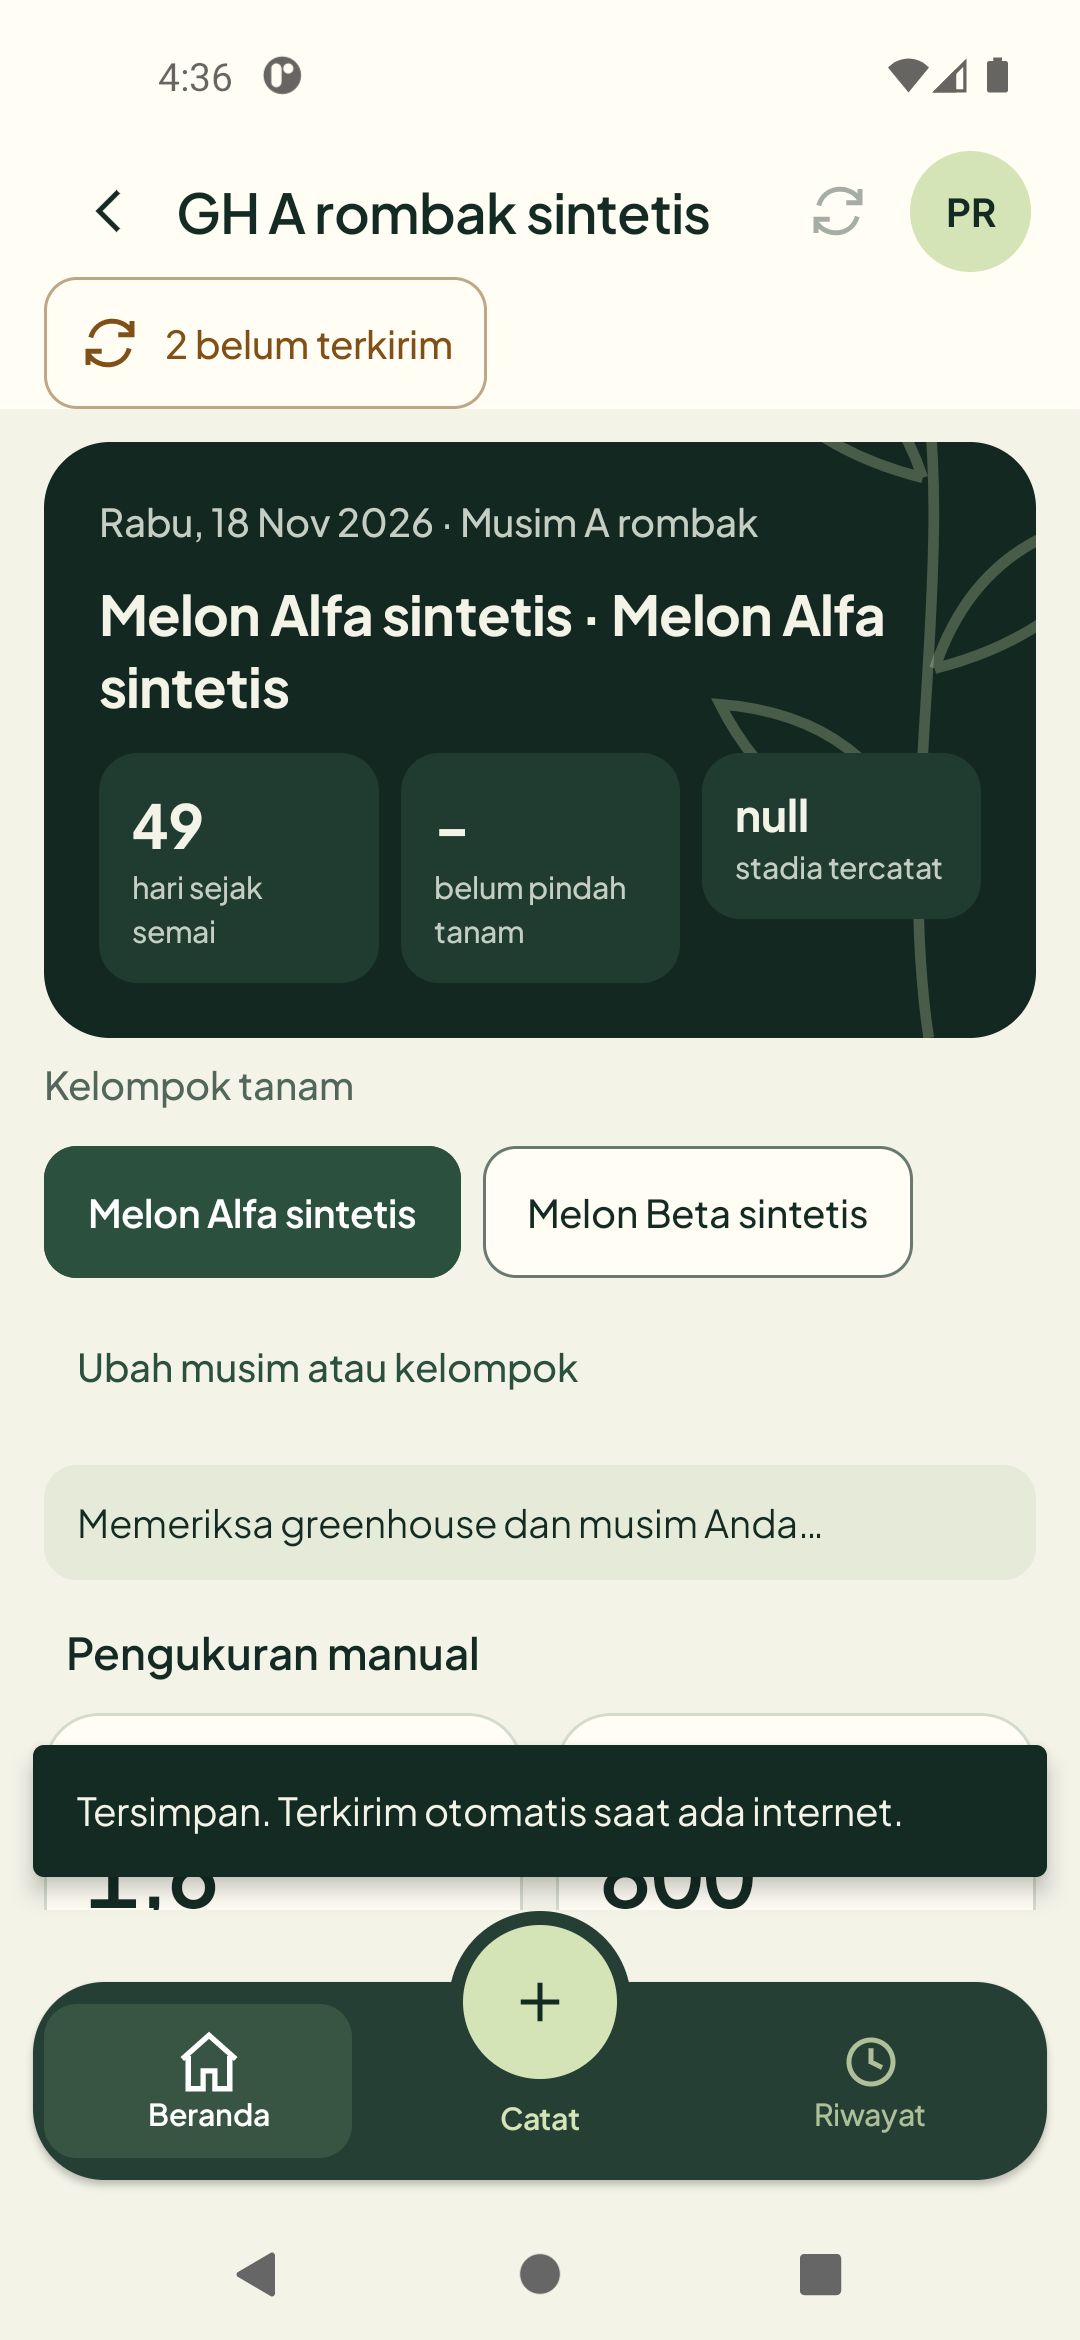 4:36
GH A rombak sintetis
PR
2 belum terkirim
Rabu, 18 Nov 2026 · Musim A rombak
Melon Alfa sintetis · Melon Alfa
sintetis
49
hari sejak
semai
–
belum pindah
tanam
null
stadia tercatat
Kelompok tanam
Melon Alfa sintetis
Melon Beta sintetis
Ubah musim atau kelompok
Memeriksa greenhouse dan musim Anda…
Pengukuran manual
Tersimpan. Terkirim otomatis saat ada internet.
Beranda
Catat
Riwayat